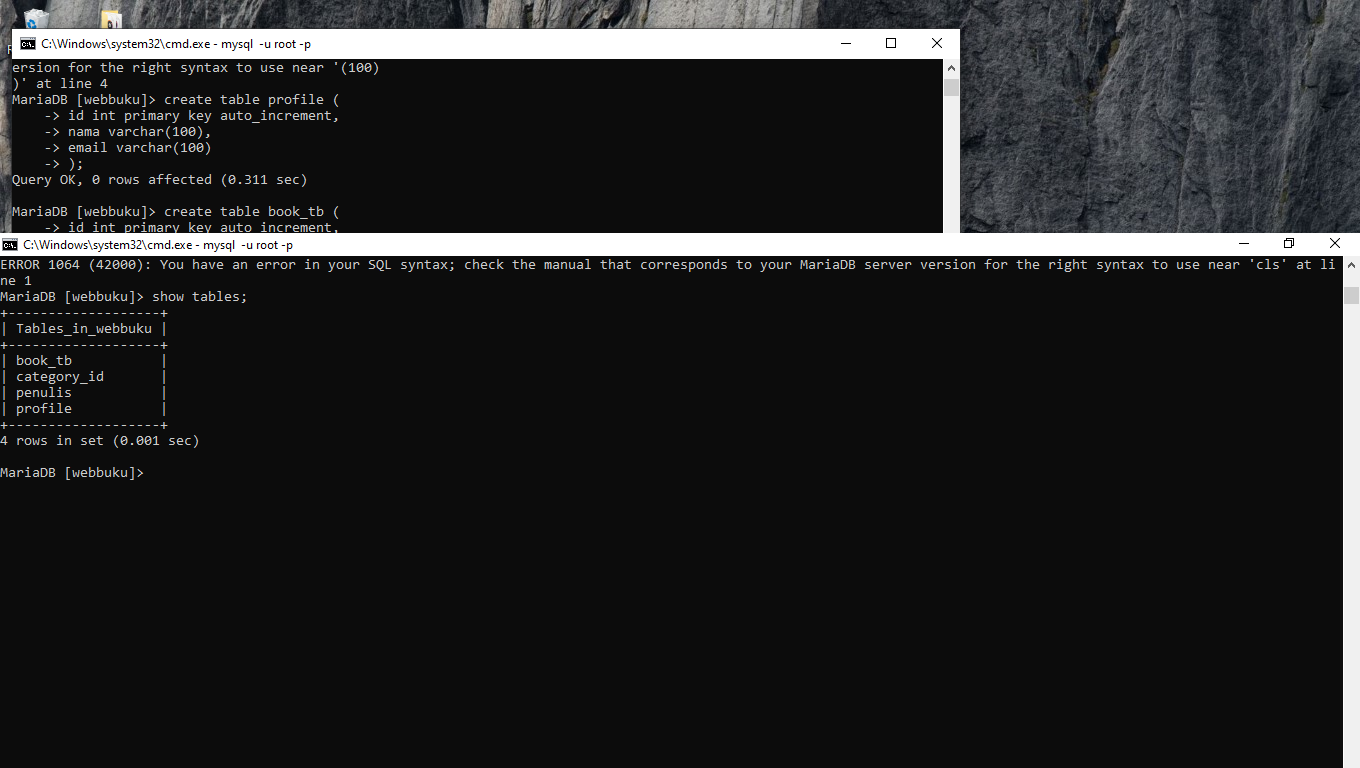 C:\Windows\system32\cmd.exe - mysql  -u root -p
ersion for the right syntax to use near '(100)
)' at line 4
MariaDB [webbuku]> create table profile (
    -> id int primary key auto_increment,
    -> nama varchar(100),
    -> email varchar(100)
    -> );
Query OK, 0 rows affected (0.311 sec)
MariaDB [webbuku]> create table book_tb (
    -> id int primary key auto_increment,
C:\Windows\system32\cmd.exe - mysql  -u root -p
ERROR 1064 (42000): You have an error in your SQL syntax; check the manual that corresponds to your MariaDB server version for the right syntax to use near 'cls' at li
ne 1
MariaDB [webbuku]> show tables;
+-------------------+
| Tables_in_webbuku |
+-------------------+
| book_tb           |
| category_id       |
| penulis           |
| profile           |
+-------------------+
4 rows in set (0.001 sec)
MariaDB [webbuku]>